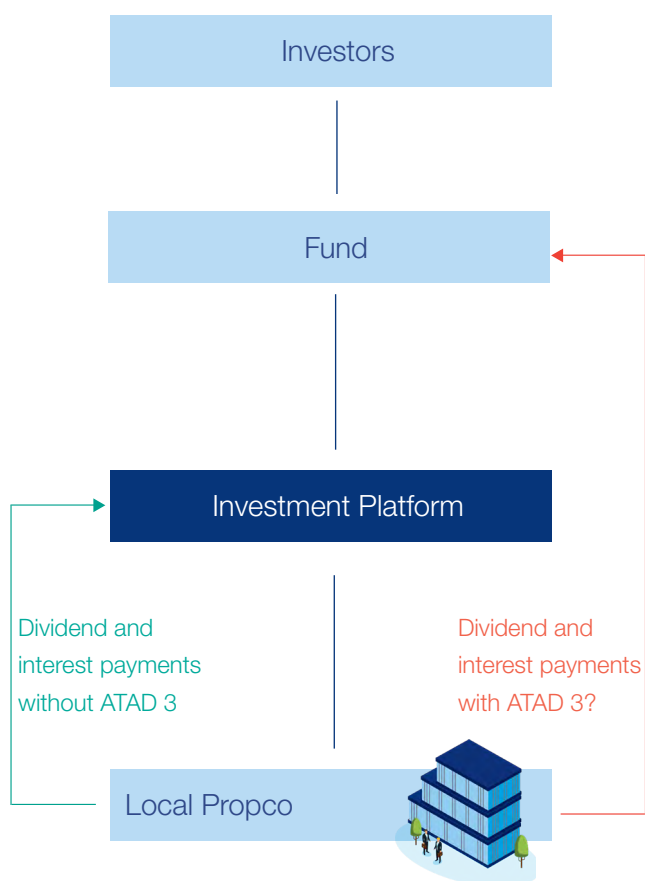 Investors
Fund
Investment Platform
Dividend and
interest payments
without ATAD 3
Dividend and
interest payments
with ATAD 3?
Local Propco